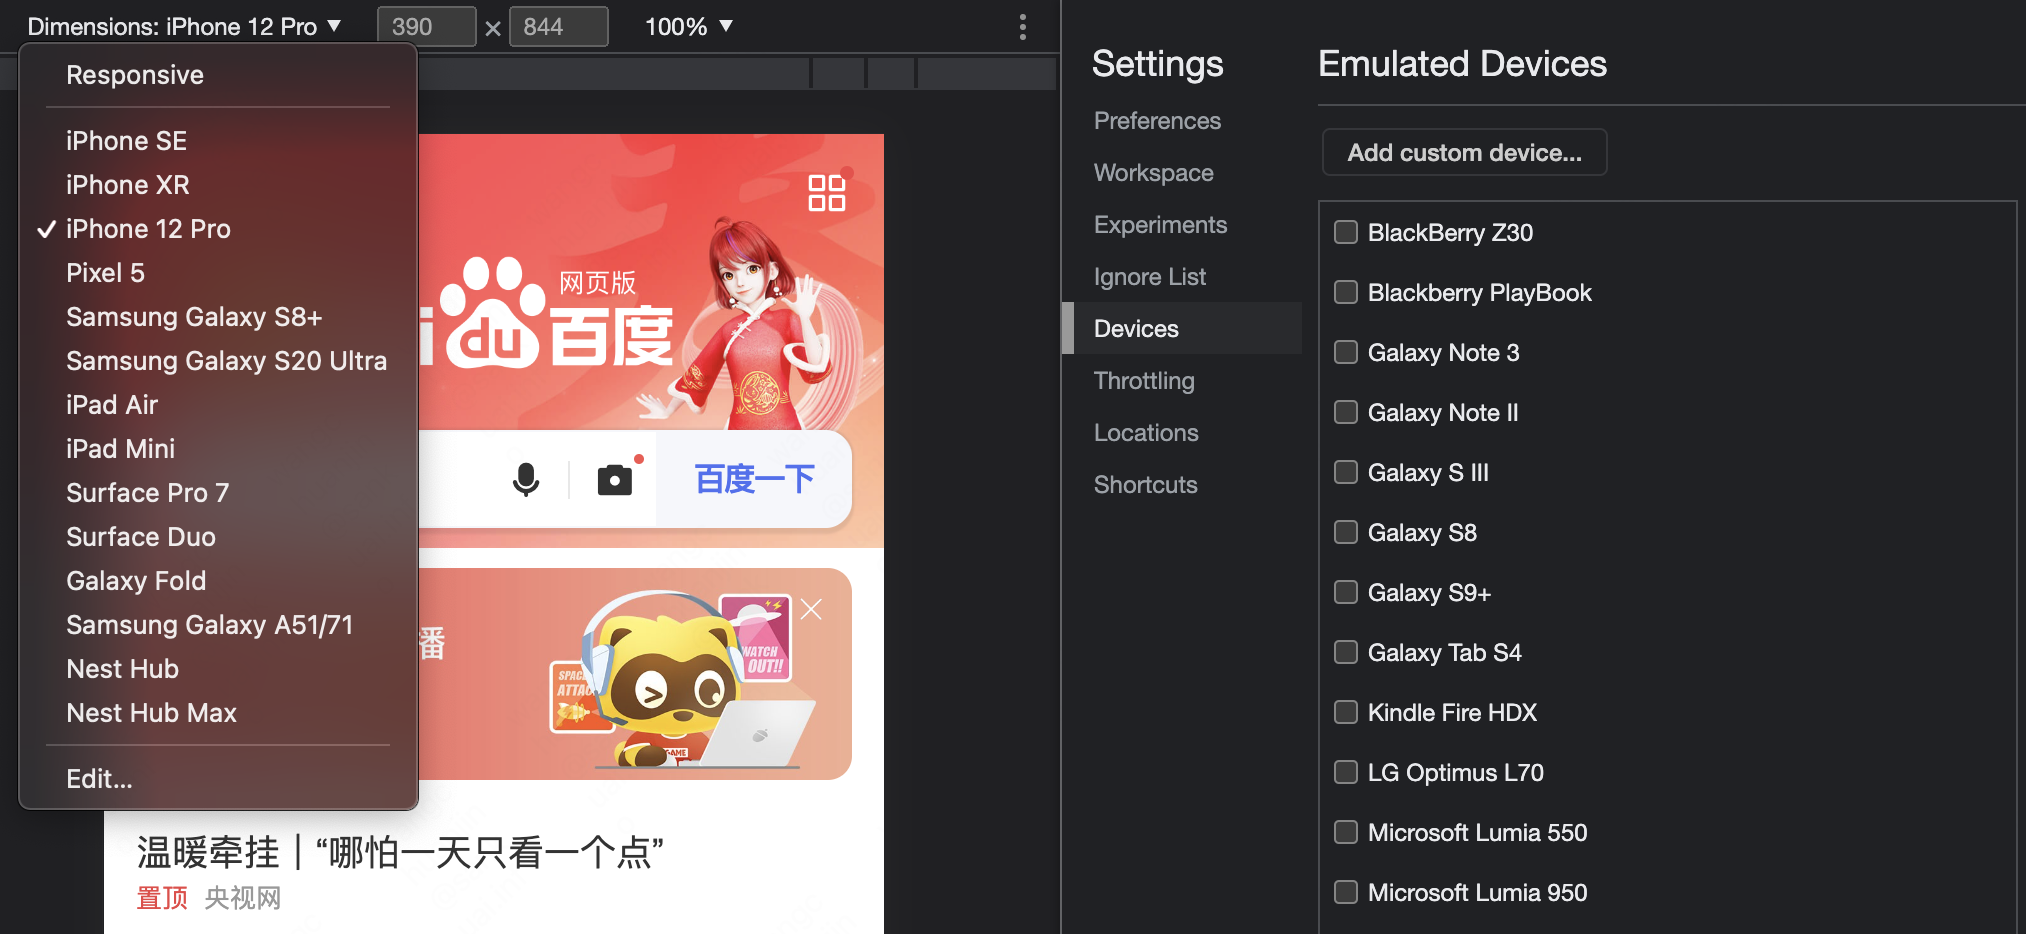 Dimensions: iPhone 12 Pro ▼ 390 × 844 100% ▼
Responsive
iPhone SE
iPhone XR
✓ iPhone 12 Pro
Pixel 5
Samsung Galaxy S8+
Samsung Galaxy S20 Ultra
iPad Air
iPad Mini
Surface Pro 7
Surface Duo
Galaxy Fold
Samsung Galaxy A51/71
Nest Hub
Nest Hub Max
Edit...
网页版
i du 百度
百度一下
播
WATCH
OUT!!
SPACE
ATTAC
GAME
温暖牵挂｜“哪怕一天只看一个点”
置顶 央视网
Settings
Preferences
Workspace
Experiments
Ignore List
Devices
Throttling
Locations
Shortcuts
Emulated Devices
Add custom device...
BlackBerry Z30
Blackberry PlayBook
Galaxy Note 3
Galaxy Note II
Galaxy S III
Galaxy S8
Galaxy S9+
Galaxy Tab S4
Kindle Fire HDX
LG Optimus L70
Microsoft Lumia 550
Microsoft Lumia 950